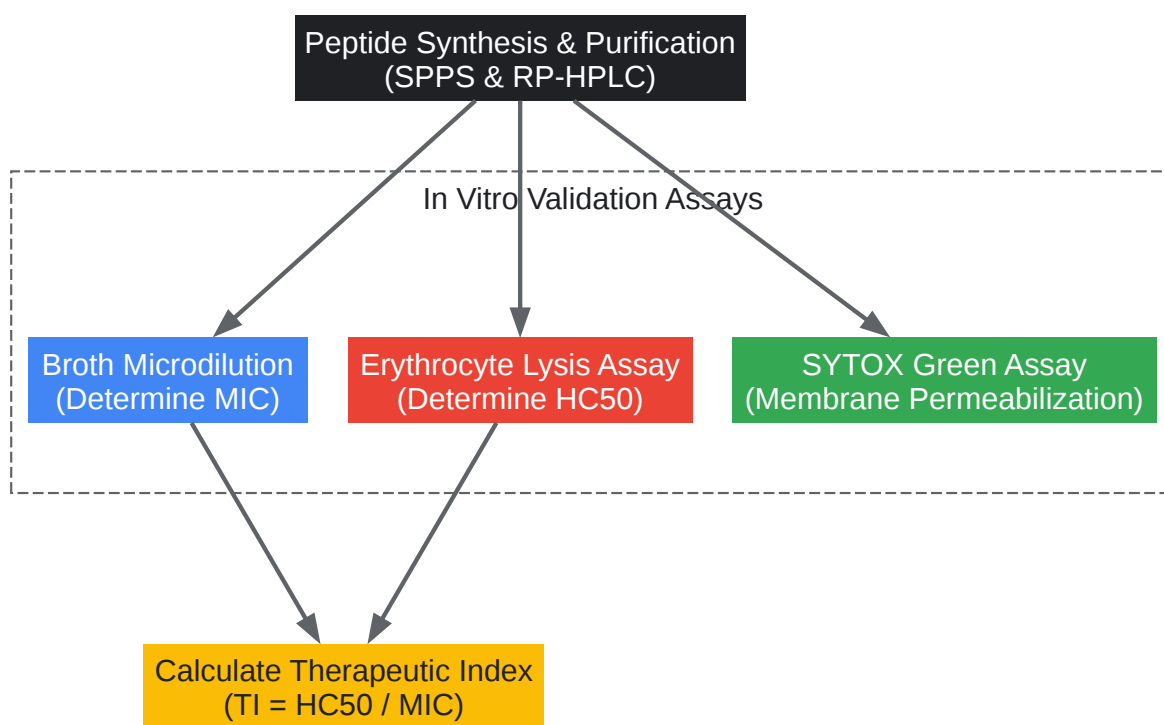 Peptide Synthesis & Purification
(SPPS & RP-HPLC)
In Vitro Validation Assays
Broth Microdilution
(Determine MIC)
Erythrocyte Lysis Assay
(Determine HC50)
SYTOX Green Assay
(Membrane Permeabilization)
Calculate Therapeutic Index
(TI = HC50 / MIC)